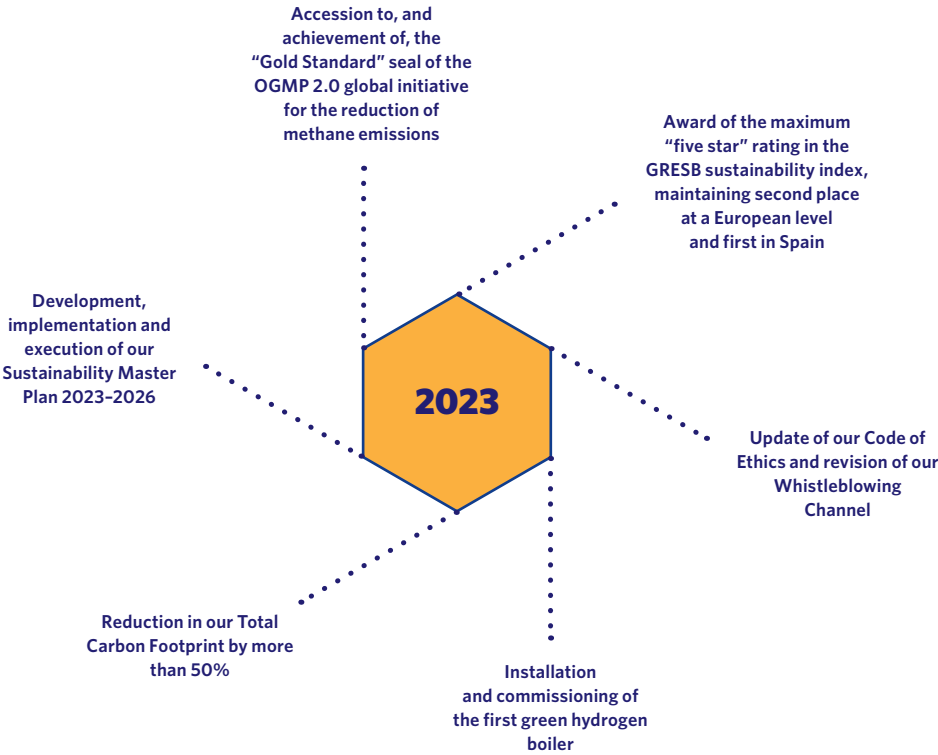 Accession to, and
achievement of, the
“Gold Standard” seal of the
OGMP 2.0 global initiative
for the reduction of
methane emissions
Award of the maximum
“five star” rating in the
GRESB sustainability index,
maintaining second place
at a European level
and first in Spain
Development,
implementation and
execution of our
Sustainability Master
Plan 2023–2026
2023
Update of our Code of
Ethics and revision of our
Whistleblowing
Channel
Reduction in our Total
Carbon Footprint by more
than 50%
Installation
and commissioning of
the first green hydrogen
boiler